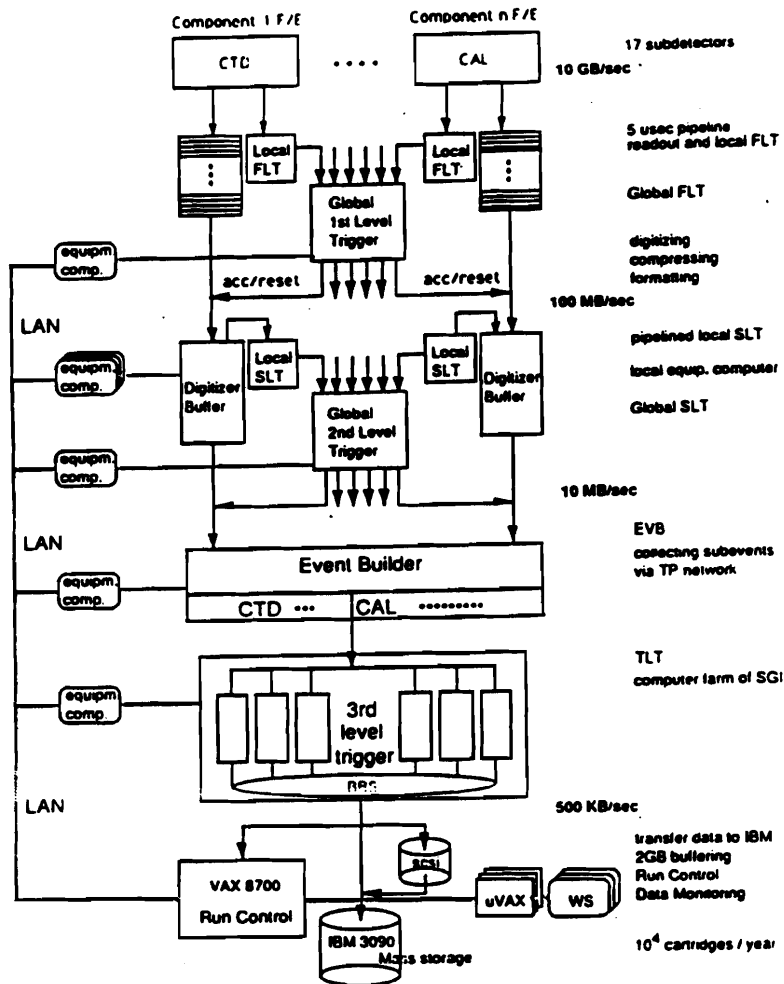 Component 1 F/E
Component n F/E
17 subdetectors
CTD
....
CAL
10 GB/sec
Local
FLT
Local
FLT
5 usec pipeline
readout and local FLT
Global
1st Level
Trigger
Global FLT
equipm.
comp.
digitizing
compressing
formatting
acc/reset
acc/reset
100 MB/sec
LAN
equipm.
comp.
Digitizer
Buffer
Local
SLT
Local
SLT
Digitizer
Buffer
pipelined local SLT
local equip. computer
Global SLT
Global
2nd Level
Trigger
equipm.
comp.
10 MB/sec
LAN
Event Builder
EVB
collecting subevents
via TP network
equipm.
comp.
CTD ••• CAL •••••••••
TLT
computer farm of SGI
equipm.
comp.
3rd
level
trigger
BBS
500 KB/sec
LAN
transfer data to IBM
2GB buffering
Run Control
Data Monitoring
SCSI
VAX 8700
Run Control
uVAX
WS
IBM 3090
Mass storage
10⁴ cartridges / year